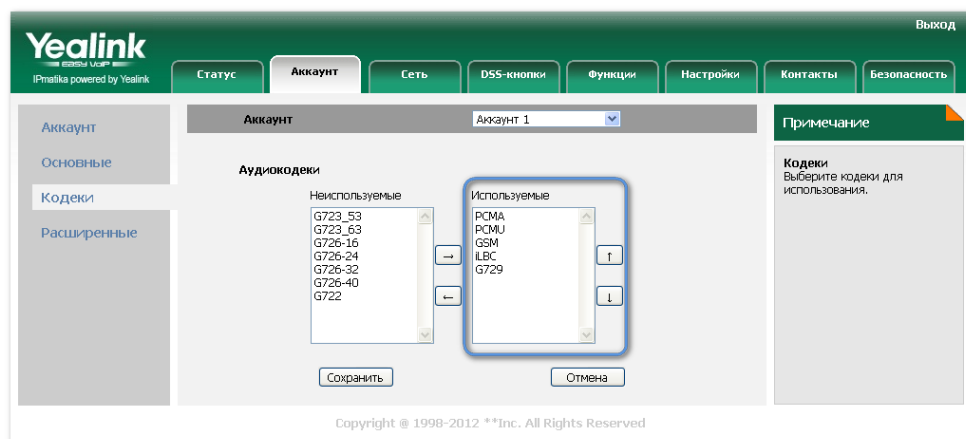 Выход
Yealink
EASY VoIP
IPmatika powered by Yealink
Статус
Аккаунт
Сеть
DSS-кнопки
Функции
Настройки
Контакты
Безопасность
Аккаунт
Основные
Кодеки
Расширенные
Аккаунт
Аккаунт 1
Аудиокодеки
Неиспользуемые
G723_53
G723_63
G726-16
G726-24
G726-32
G726-40
G722
→
←
Используемые
PCMA
PCMU
GSM
iLBC
G729
↑
↓
Сохранить
Отмена
Примечание
Кодеки
Выберите кодеки для
использования.
Copyright @ 1998-2012 **Inc. All Rights Reserved